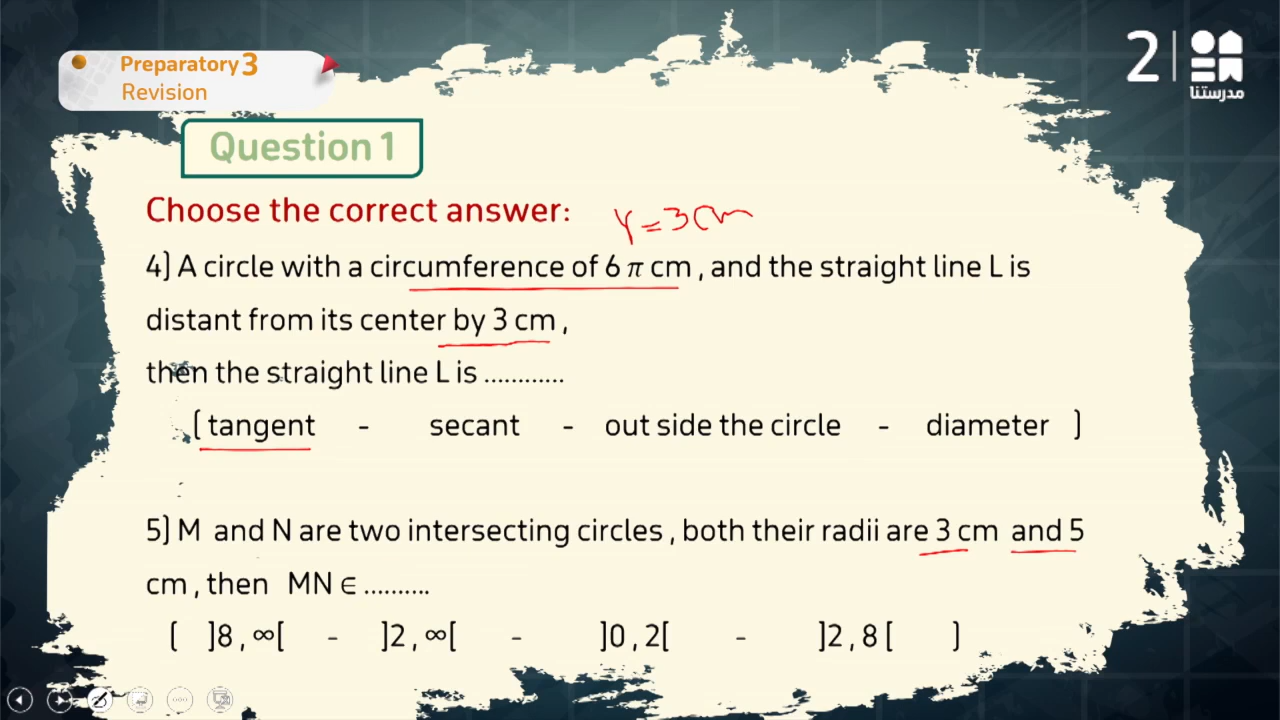 Preparatory 3
Revision
2
مدرستنا
Question 1
Choose the correct answer:
r = 3 cm
4) A circle with a circumference of 6 π cm , and the straight line L is
distant from its center by 3 cm ,
then the straight line L is ............
( tangent - secant - out side the circle - diameter )
5) M and N are two intersecting circles , both their radii are 3 cm and 5
cm , then MN ∈ ..........
( ]8 , ∞[ - ]2 , ∞[ - ]0 , 2[ - ]2 , 8 [ )